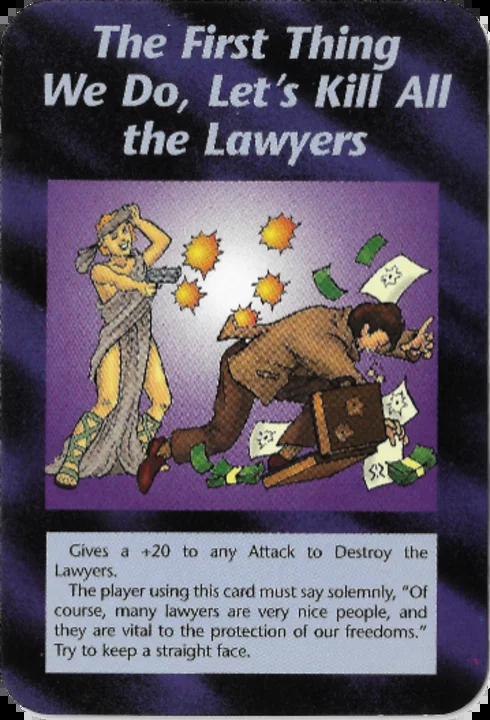 The First Thing
We Do, Let's Kill All
the Lawyers
Gives a +20 to any Attack to Destroy the
Lawyers.
The player using this card must say solemnly, "Of
course, many lawyers are very nice people, and
they are vital to the protection of our freedoms."
Try to keep a straight face.